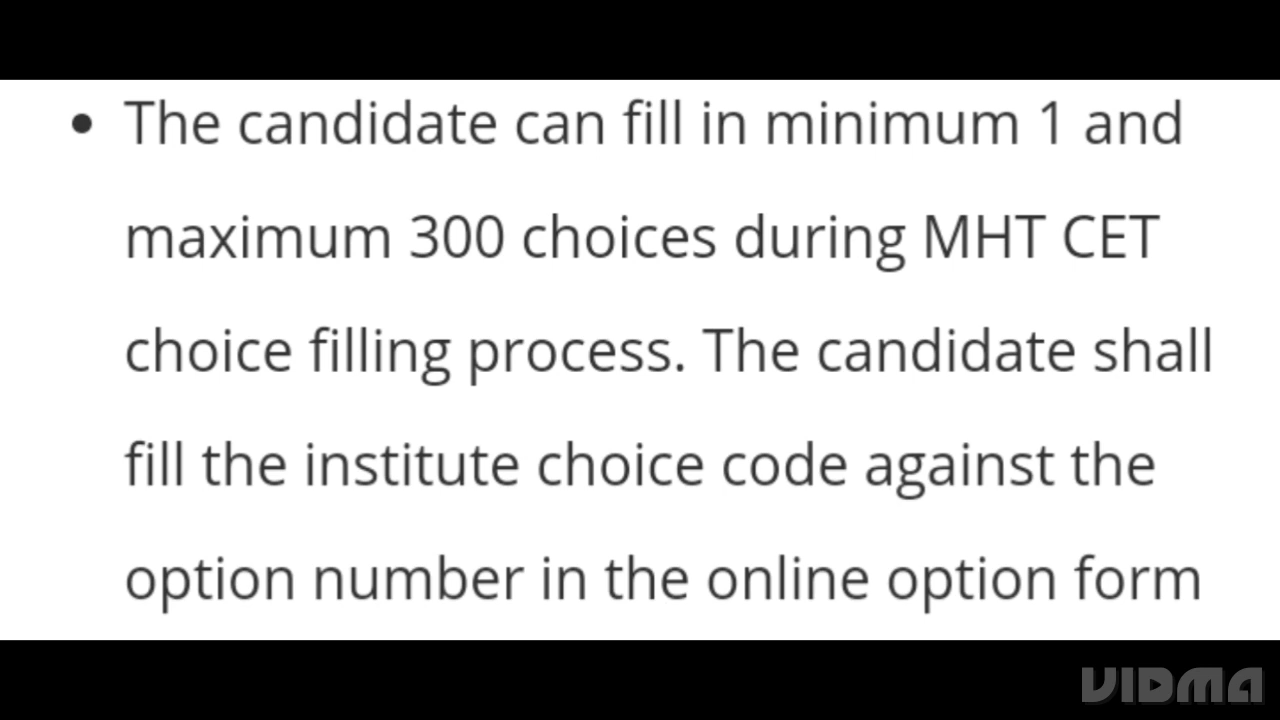 • The candidate can fill in minimum 1 and
maximum 300 choices during MHT CET
choice filling process. The candidate shall
fill the institute choice code against the
option number in the online option form
VIDMA